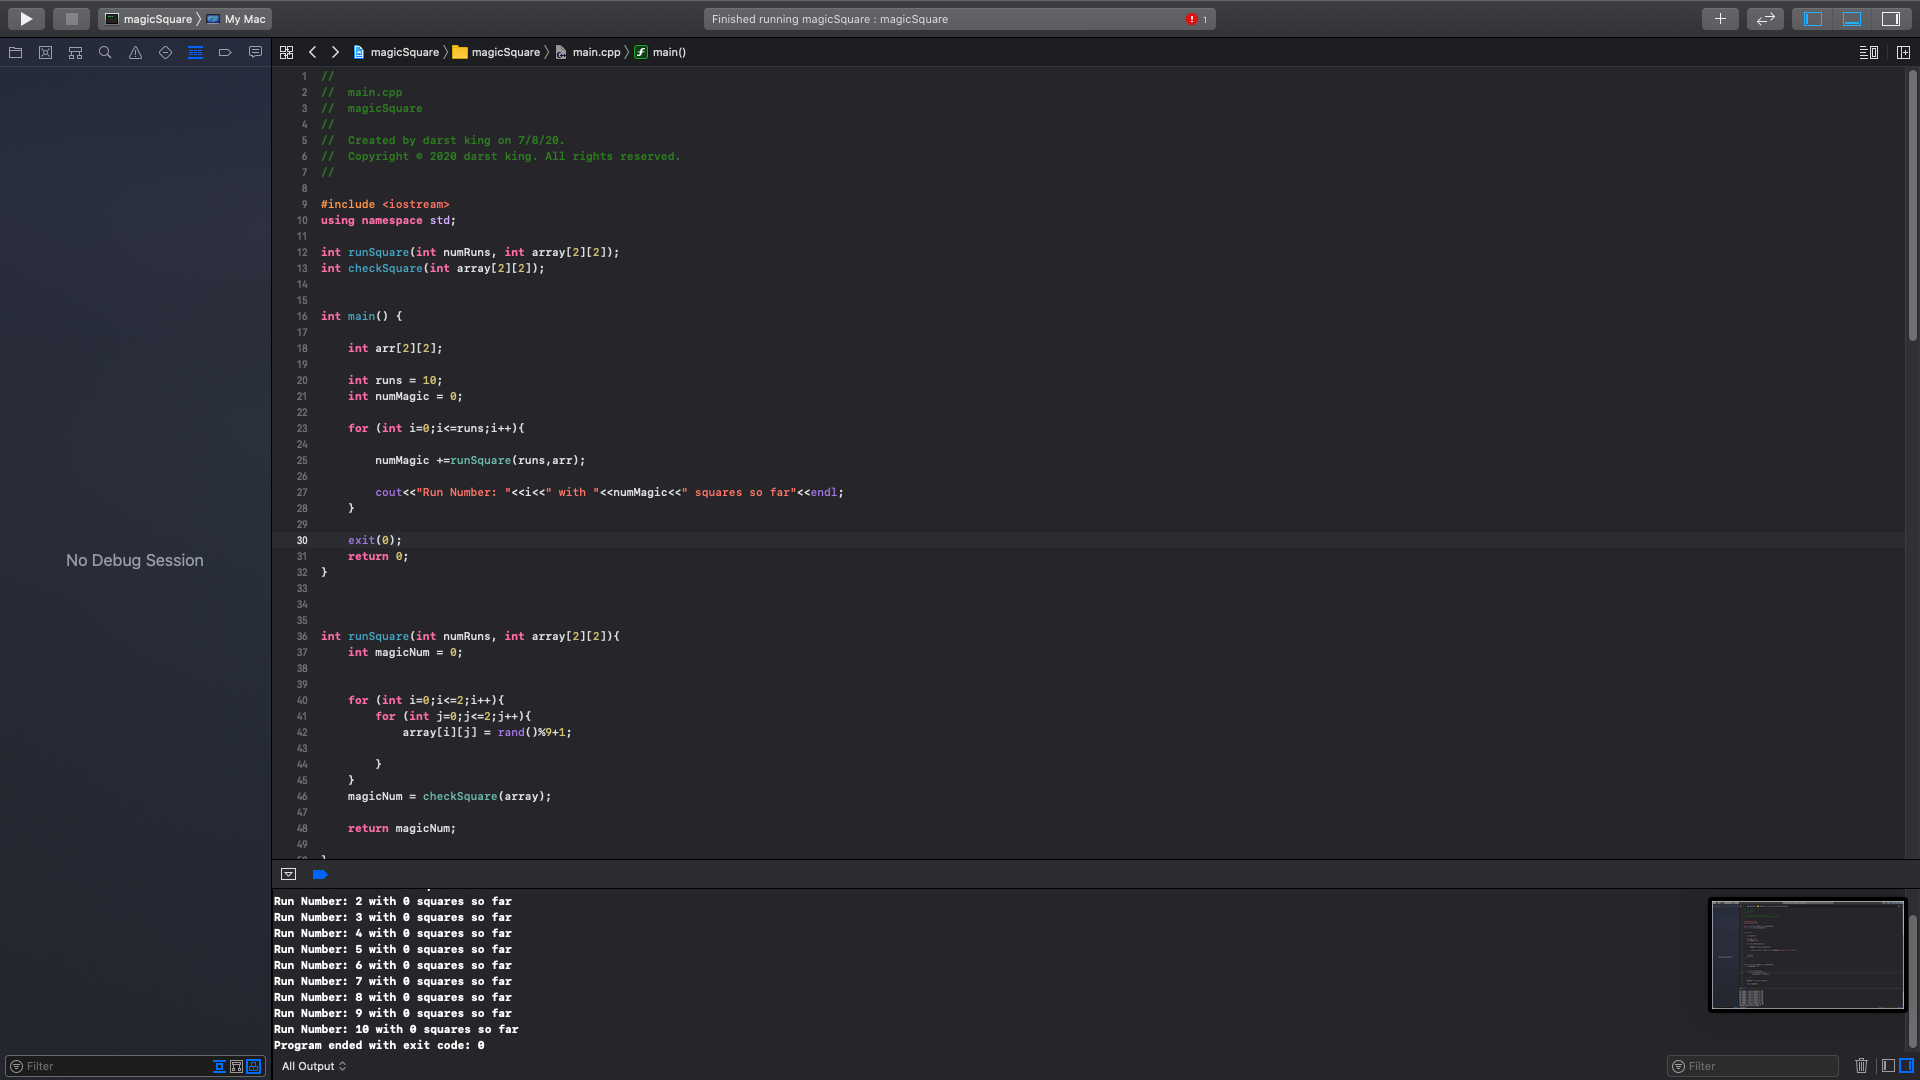 magicSquare 〉 My Mac
Finished running magicSquare : magicSquare
1
magicSquare 〉 magicSquare 〉 main.cpp 〉 main()
1 //
2 //  main.cpp
3 //  magicSquare
4 //
5 //  Created by darst king on 7/8/20.
6 //  Copyright © 2020 darst king. All rights reserved.
7 //
8
9 #include <iostream>
10 using namespace std;
11
12 int runSquare(int numRuns, int array[2][2]);
13 int checkSquare(int array[2][2]);
14
15
16 int main() {
17
18     int arr[2][2];
19
20     int runs = 10;
21     int numMagic = 0;
22
23     for (int i=0;i<=runs;i++){
24
25         numMagic +=runSquare(runs,arr);
26
27         cout<<"Run Number: "<<i<<" with "<<numMagic<<" squares so far"<<endl;
28     }
29
30     exit(0);
31     return 0;
32 }
33
34
35
36 int runSquare(int numRuns, int array[2][2]){
37     int magicNum = 0;
38
39
40     for (int i=0;i<=2;i++){
41         for (int j=0;j<=2;j++){
42             array[i][j] = rand()%9+1;
43
44         }
45     }
46     magicNum = checkSquare(array);
47
48     return magicNum;
49
No Debug Session
Run Number: 2 with 0 squares so far
Run Number: 3 with 0 squares so far
Run Number: 4 with 0 squares so far
Run Number: 5 with 0 squares so far
Run Number: 6 with 0 squares so far
Run Number: 7 with 0 squares so far
Run Number: 8 with 0 squares so far
Run Number: 9 with 0 squares so far
Run Number: 10 with 0 squares so far
Program ended with exit code: 0
Filter
All Output
Filter